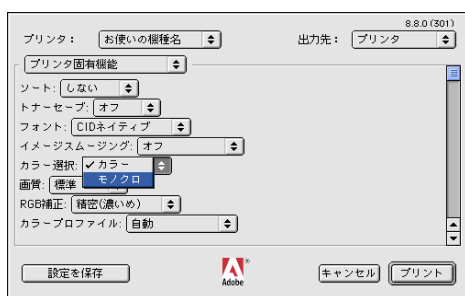 8.8.0 (301)
プリンタ： お使いの機種名 出力先： プリンタ
プリンタ固有機能
ソート: しない
トナーセーブ: オフ
フォント: CIDネイティブ
イメージスムージング: オフ
カラー選択: ✓カラー
モノクロ
画質: 標準
RGB補正: 精密(濃いめ)
カラープロファイル: 自動
設定を保存 Adobe キャンセル プリント